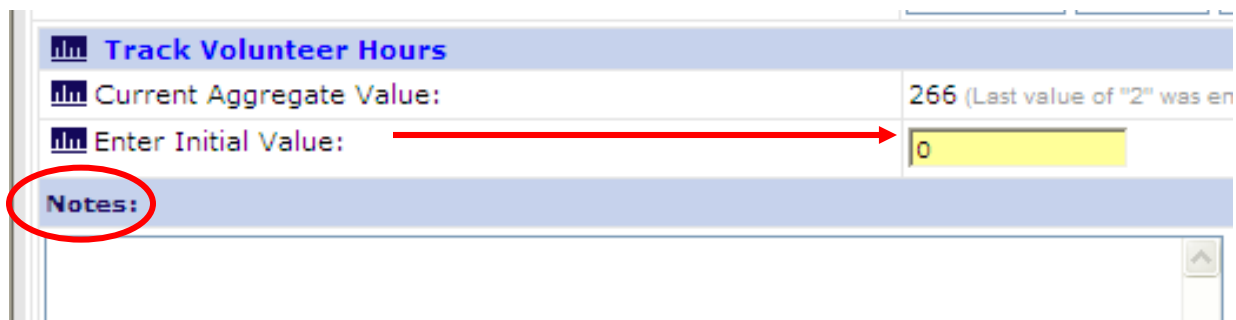 Track Volunteer Hours
Current Aggregate Value:
266 (Last value of "2" was en
Enter Initial Value:
0
Notes: